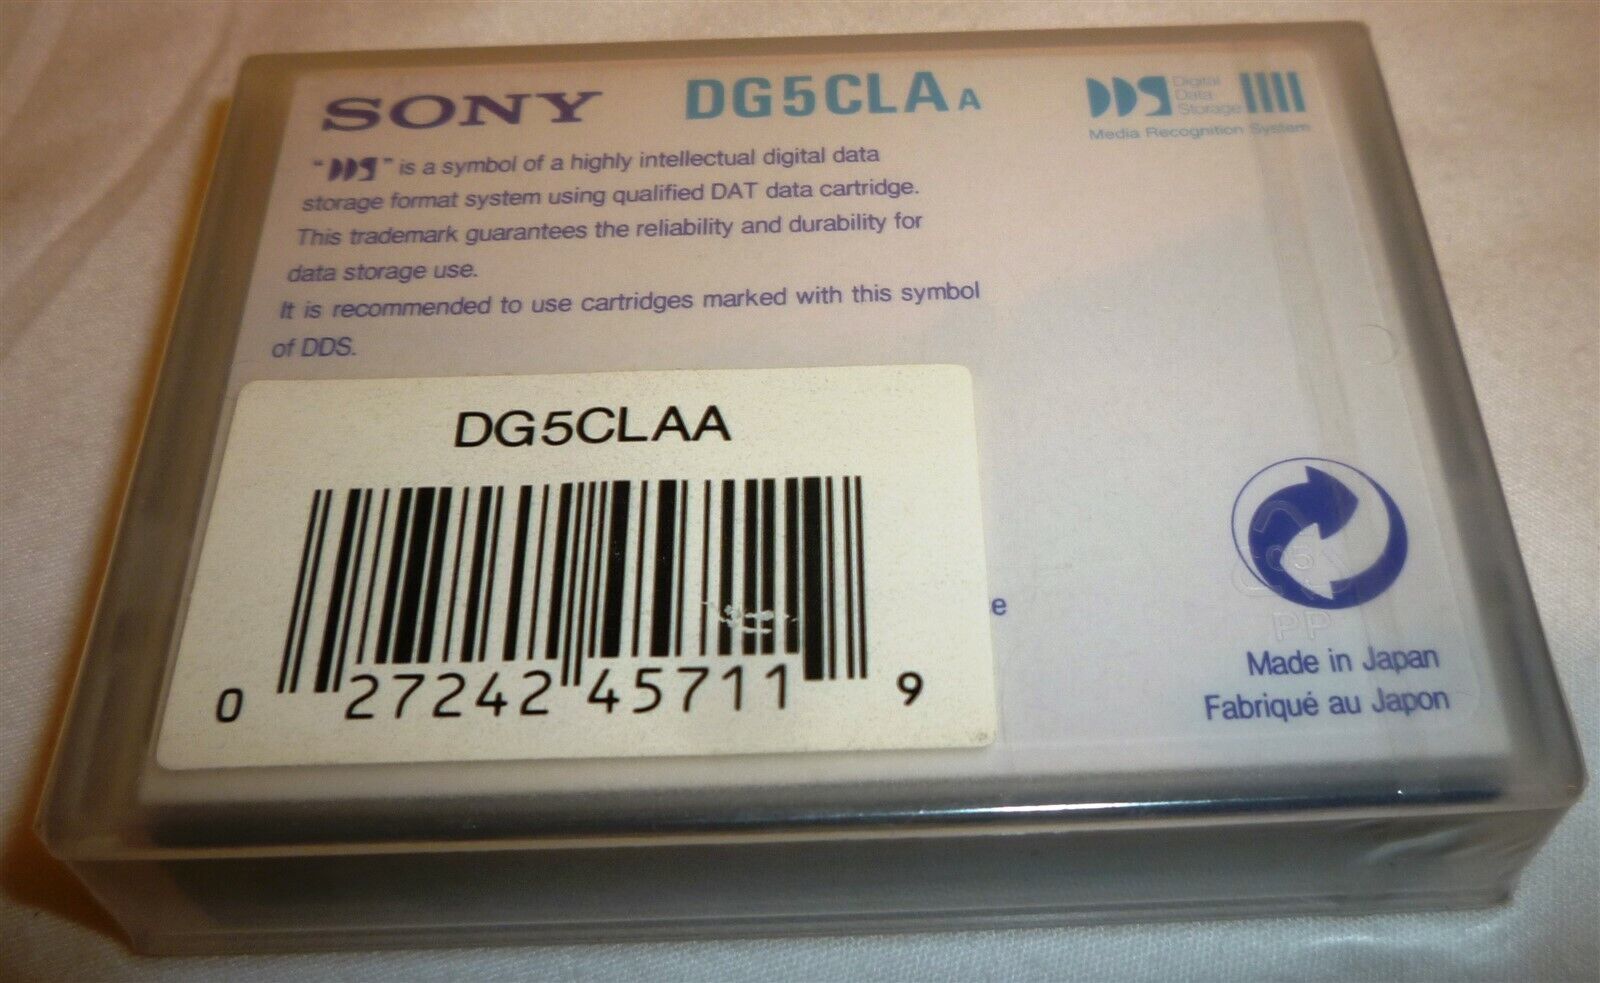 SONY DG5CLA A DDS Digital Data Storage
Media Recognition System
"DDS" is a symbol of a highly intellectual digital data
storage format system using qualified DAT data cartridge.
This trademark guarantees the reliability and durability for
data storage use.
It is recommended to use cartridges marked with this symbol
of DDS.
DG5CLAA
0 27242 45711 9
e
05
PP
Made in Japan
Fabriqué au Japon